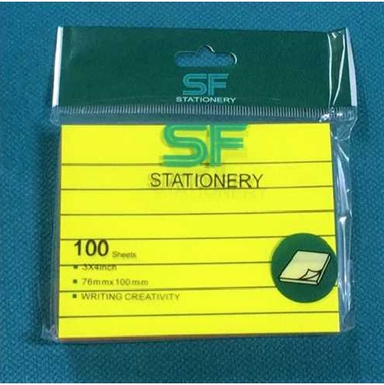 SF
STATIONERY
SF
STATIONERY
100 Sheets
3X4inch
76mmx100mm
WRITING CREATIVITY